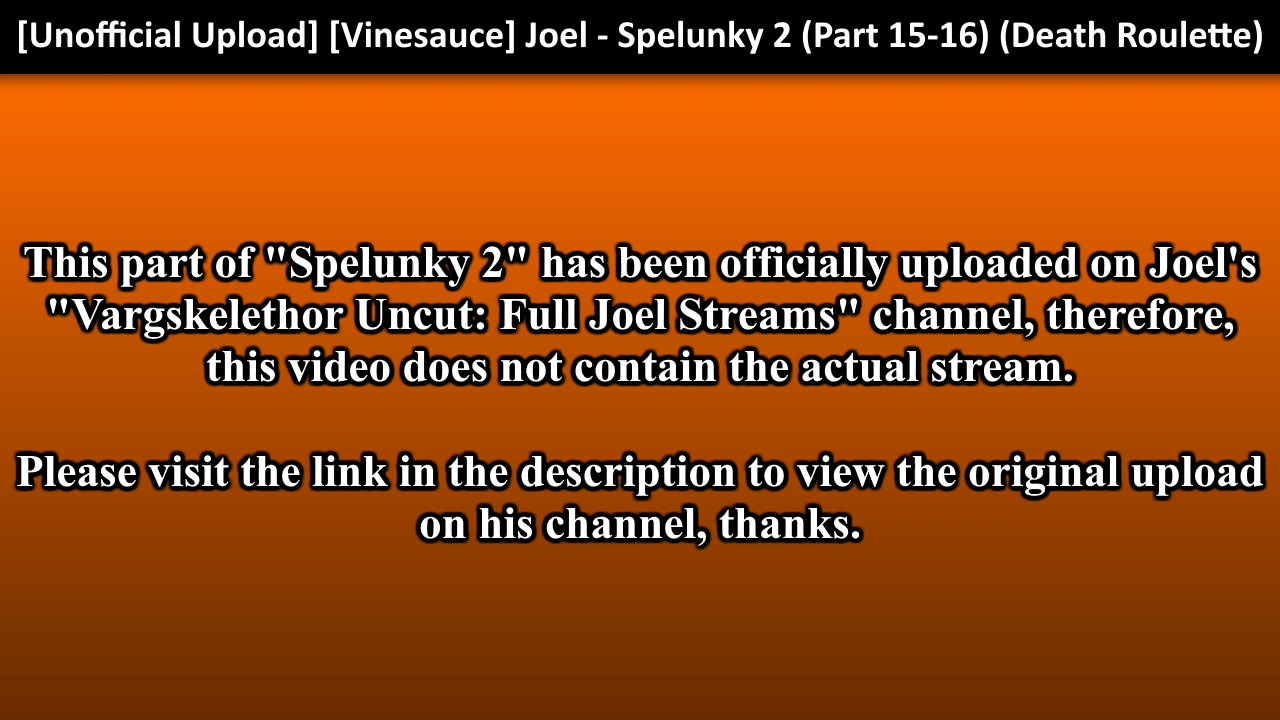 [Unofficial Upload] [Vinesauce] Joel - Spelunky 2 (Part 15-16) (Death Roulette)
This part of "Spelunky 2" has been officially uploaded on Joel's
"Vargskelethor Uncut: Full Joel Streams" channel, therefore,
this video does not contain the actual stream.
Please visit the link in the description to view the original upload
on his channel, thanks.